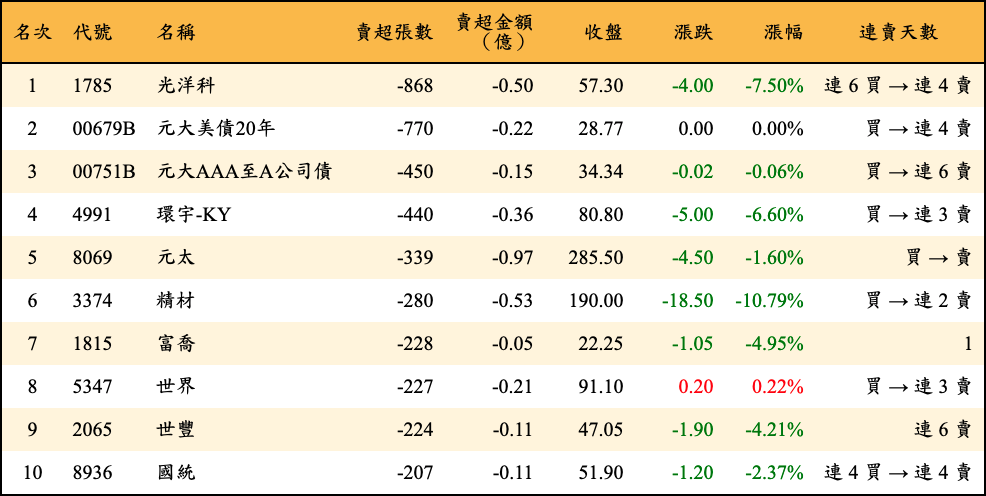 名次 代號 名稱 賣超張數 賣超金額（億） 收盤 漲跌 漲幅 連賣天數
1 1785 光洋科 -868 -0.50 57.30 -4.00 -7.50% 連 6 買 → 連 4 賣
2 00679B 元大美債20年 -770 -0.22 28.77 0.00 0.00% 買 → 連 4 賣
3 00751B 元大AAA至A公司債 -450 -0.15 34.34 -0.02 -0.06% 買 → 連 6 賣
4 4991 環宇-KY -440 -0.36 80.80 -5.00 -6.60% 買 → 連 3 賣
5 8069 元太 -339 -0.97 285.50 -4.50 -1.60% 買 → 賣
6 3374 精材 -280 -0.53 190.00 -18.50 -10.79% 買 → 連 2 賣
7 1815 富喬 -228 -0.05 22.25 -1.05 -4.95% 1
8 5347 世界 -227 -0.21 91.10 0.20 0.22% 買 → 連 3 賣
9 2065 世豐 -224 -0.11 47.05 -1.90 -4.21% 連 6 賣
10 8936 國統 -207 -0.11 51.90 -1.20 -2.37% 連 4 買 → 連 4 賣